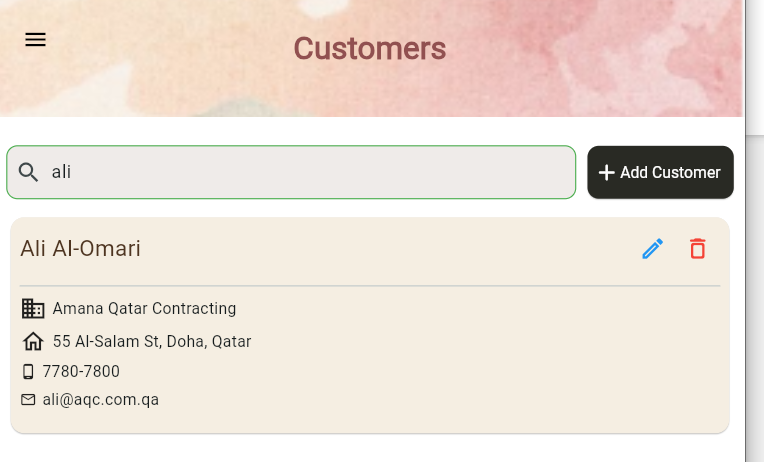 Customers
ali
Add Customer
Ali Al-Omari
Amana Qatar Contracting
55 Al-Salam St, Doha, Qatar
7780-7800
ali@aqc.com.qa